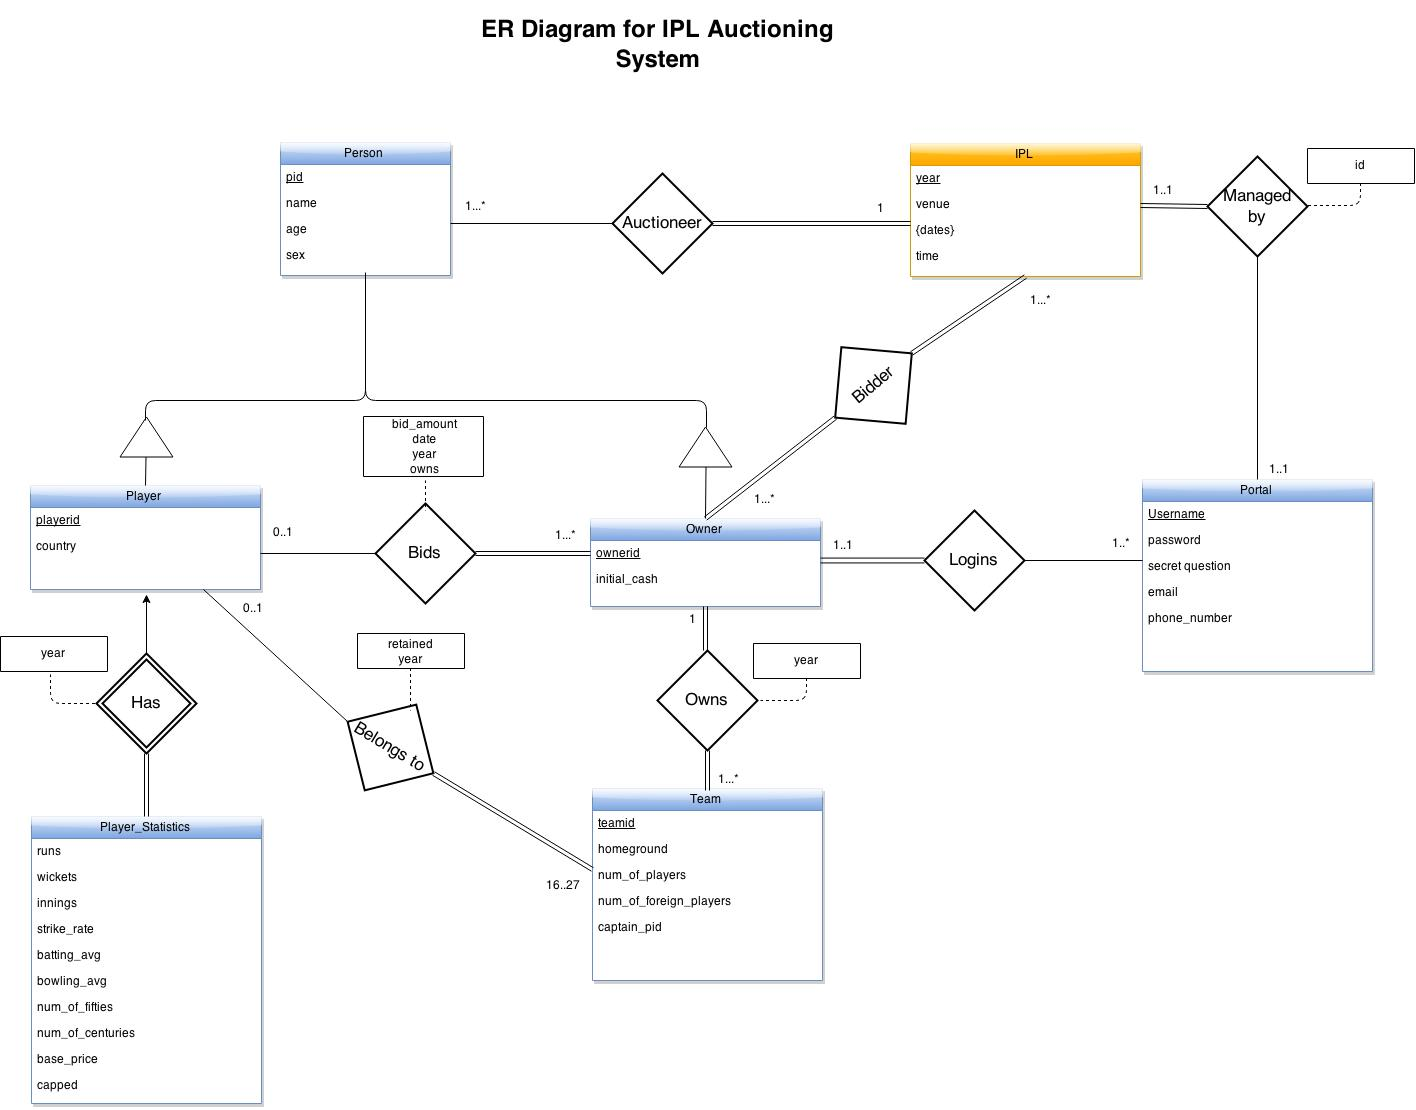 ER Diagram for IPL Auctioning
System
Person
pid
name
age
sex
1...*
Auctioneer
1
IPL
year
venue
{dates}
time
1..1
Managed
by
id
1...*
Bidder
1...*
bid_amount
date
year
owns
Player
playerid
country
0..1
Bids
1...*
Owner
ownerid
initial_cash
1..1
Logins
1..*
1..1
Portal
Username
password
secret question
email
phone_number
0..1
year
Has
retained
year
Belongs to
16..27
1
Owns
year
1...*
Team
teamid
homeground
num_of_players
num_of_foreign_players
captain_pid
Player_Statistics
runs
wickets
innings
strike_rate
batting_avg
bowling_avg
num_of_fifties
num_of_centuries
base_price
capped